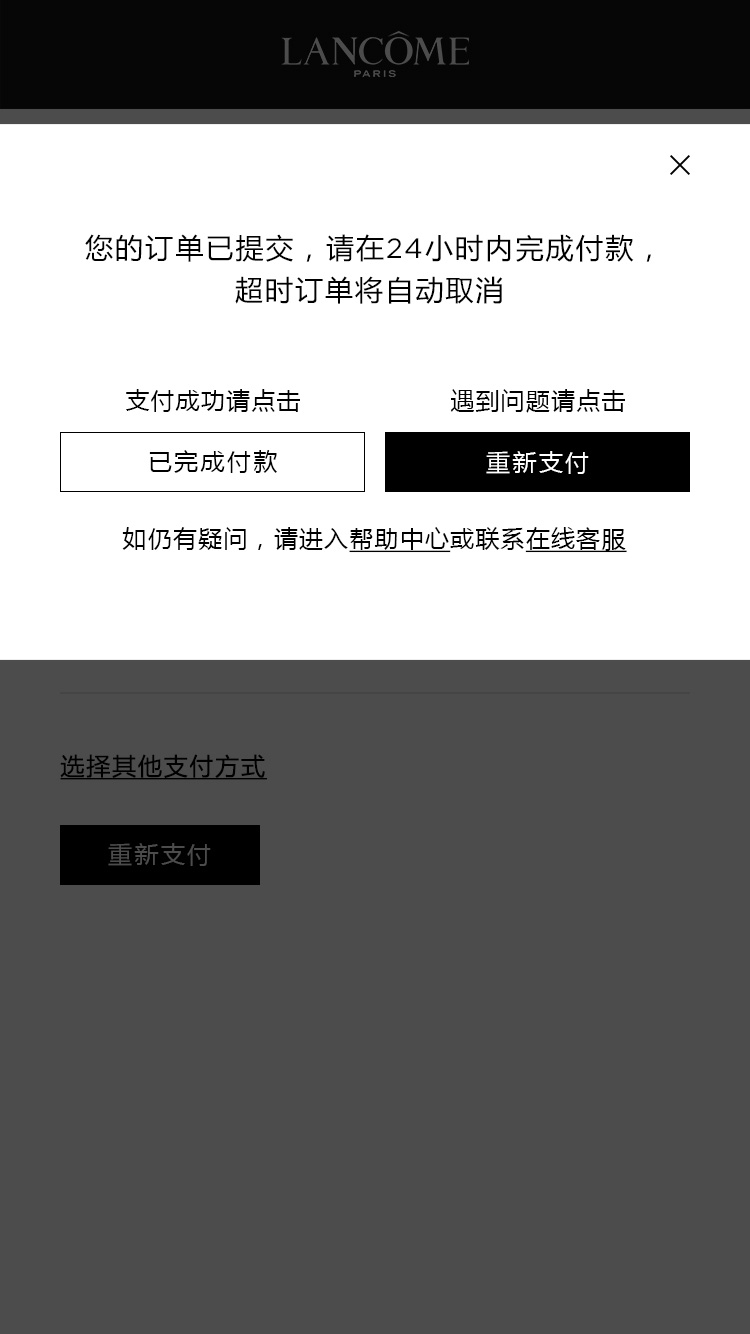 LANCÔME
PARIS
您的订单已提交，请在24小时内完成付款，
超时订单将自动取消
支付成功请点击
遇到问题请点击
已完成付款
重新支付
如仍有疑问，请进入帮助中心或联系在线客服
选择其他支付方式
重新支付